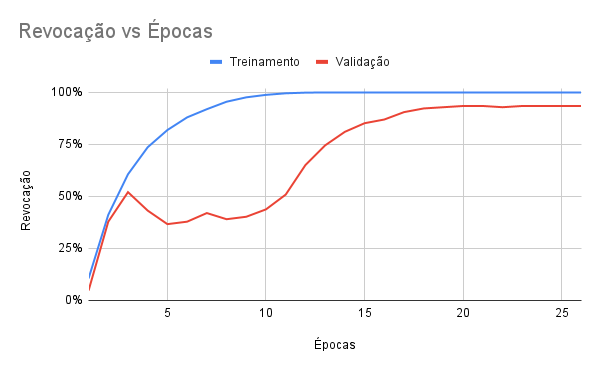 Revocação vs Épocas
Treinamento Validação
100%
75%
50%
25%
0%
Revocação
5 10 15 20 25
Épocas